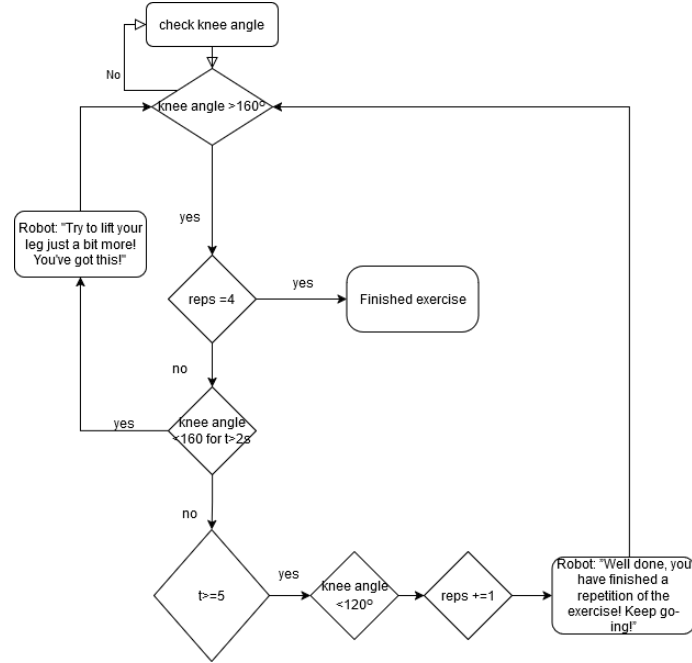 check knee angle
No
knee angle >160º
yes
Robot: "Try to lift your
leg just a bit more!
You've got this!"
reps =4
yes
Finished exercise
no
knee angle
<160 for t>2s
yes
no
t>=5
yes
knee angle
<120º
reps +=1
Robot: "Well done, you
have finished a
repetition of the
exercise! Keep go-
ing!"